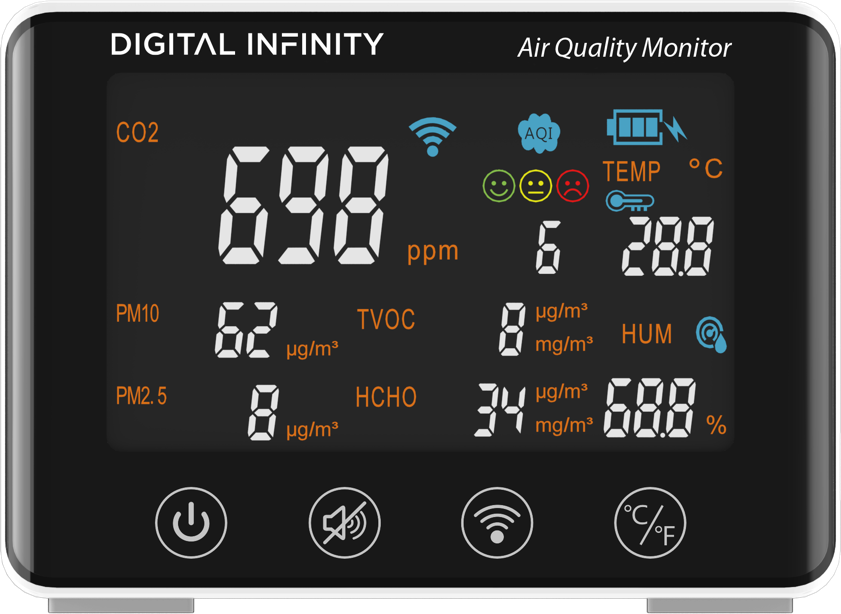 DIGITAL INFINITY
Air Quality Monitor
CO2
698
ppm
AQI
6
TEMP °C
28.8
PM10
62
µg/m³
TVOC
8
µg/m³
mg/m³
HUM
PM2.5
8
µg/m³
HCHO
34
µg/m³
mg/m³
68.8
%
°C/°F